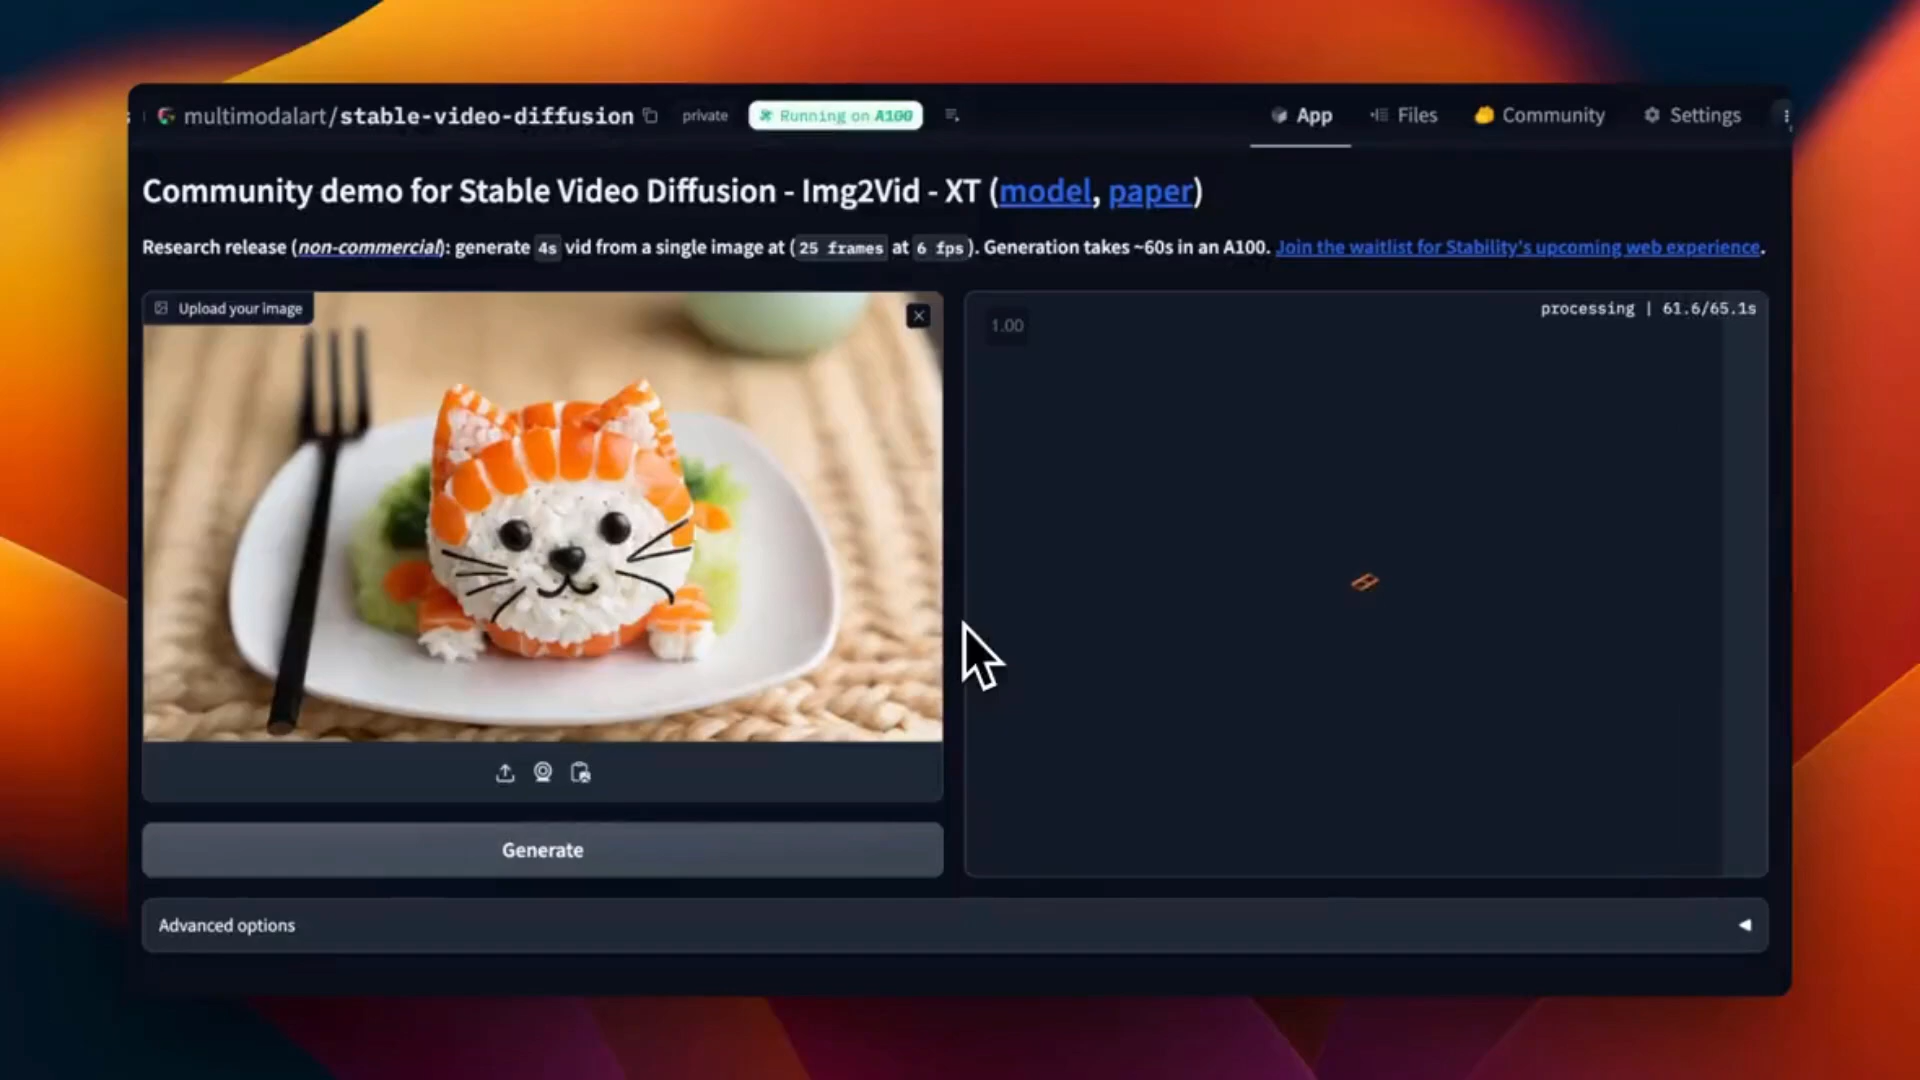 multimodalart/stable-video-diffusion private Running on A100 App Files Community Settings
Community demo for Stable Video Diffusion - Img2Vid - XT (model, paper)
Research release (non-commercial): generate 4s vid from a single image at (25 frames at 6 fps). Generation takes ~60s in an A100. Join the waitlist for Stability's upcoming web experience.
Upload your image
processing | 61.6/65.1s
1.00
Generate
Advanced options